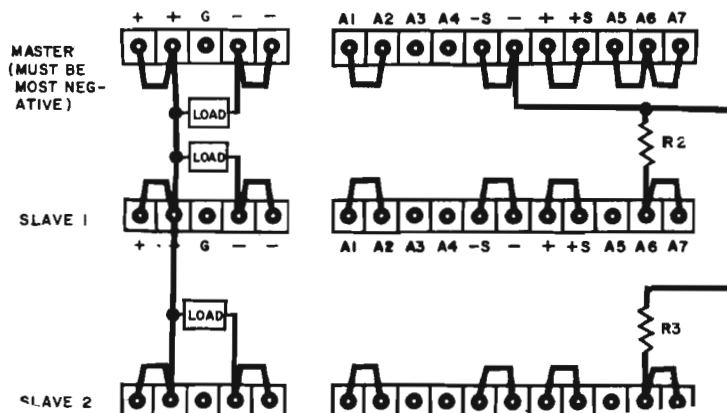 + + G - - A1 A2 A3 A4 -S - + +S A5 A6 A7
MASTER
(MUST BE
MOST NEG-
ATIVE)
LOAD
R2
LOAD
SLAVE 1
+ - G - - A1 A2 A3 A4 -S - + +S A5 A6 A7
LOAD
R3
SLAVE 2